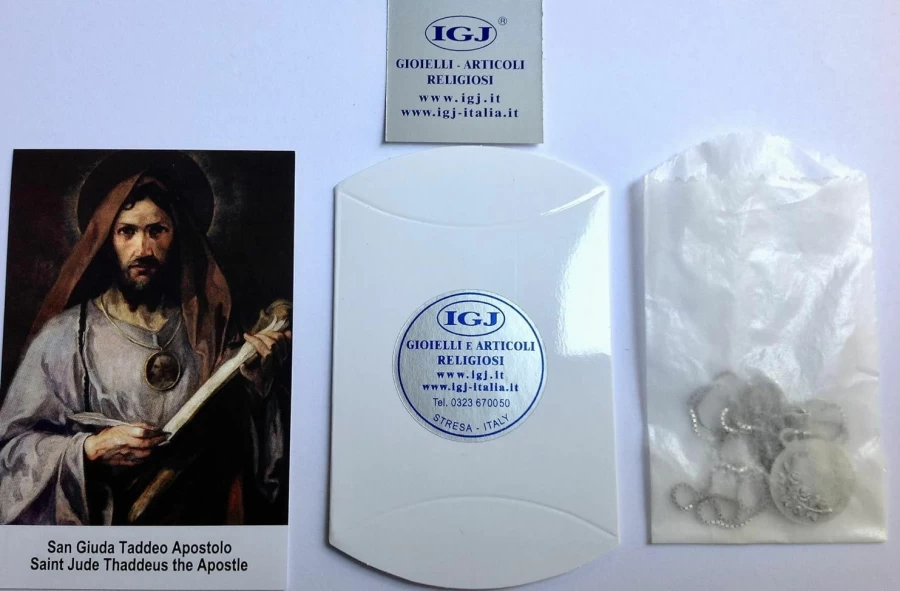 IGJ ®
GIOIELLI - ARTICOLI
RELIGIOSI
www.igj.it
www.igj-italia.it
San Giuda Taddeo Apostolo
Saint Jude Thaddeus the Apostle
IGJ
GIOIELLI E ARTICOLI
RELIGIOSI
www.igj.it
www.igj-italia.it
Tel. 0323 670050
STRESA - ITALY